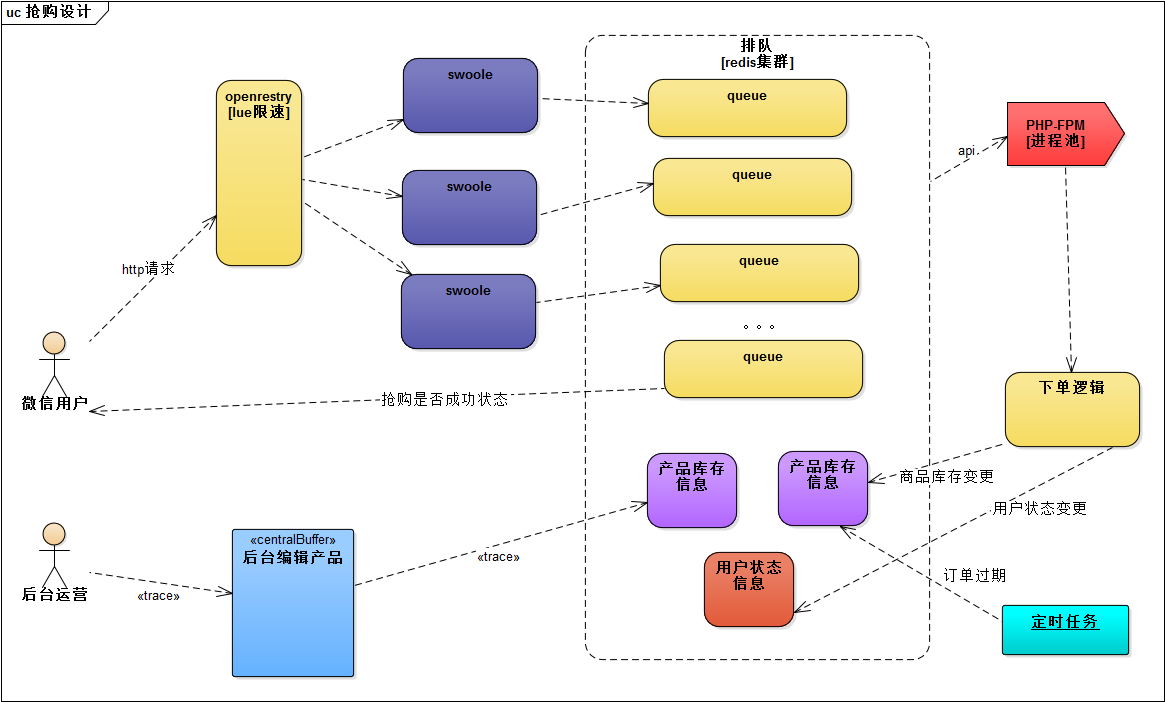 uc 抢购设计
排队
[redis集群]
openrestry
[lue限速]
swoole
queue
PHP-FPM
[进程池]
api
swoole
queue
http请求
swoole
queue
。。。
queue
微信用户
抢购是否成功状态
下单逻辑
产品库存
信息
产品库存
信息
商品库存变更
用户状态变更
后台运营
«trace»
«centralBuffer»
后台编辑产品
«trace»
用户状态
信息
订单过期
定时任务